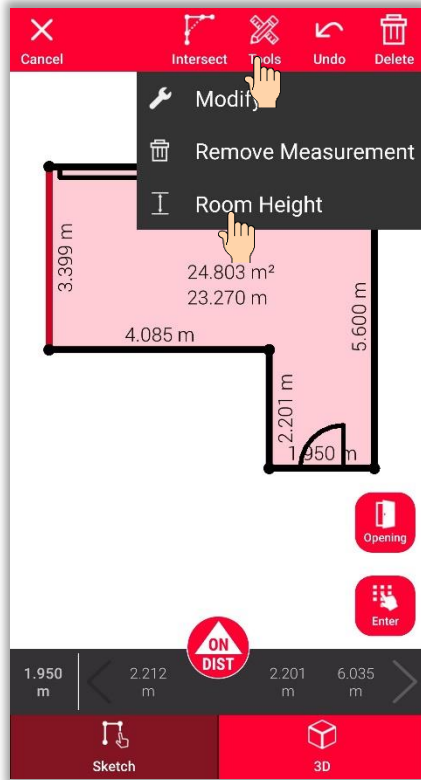 Cancel
Intersect
Tools
Undo
Delete
Modify
Remove Measurement
Room Height
3.399 m
24.803 m²
23.270 m
5.600 m
4.085 m
2.201 m
1.950 m
Opening
Enter
ON
DIST
1.950 m
2.212 m
2.201 m
6.035 m
Sketch
3D